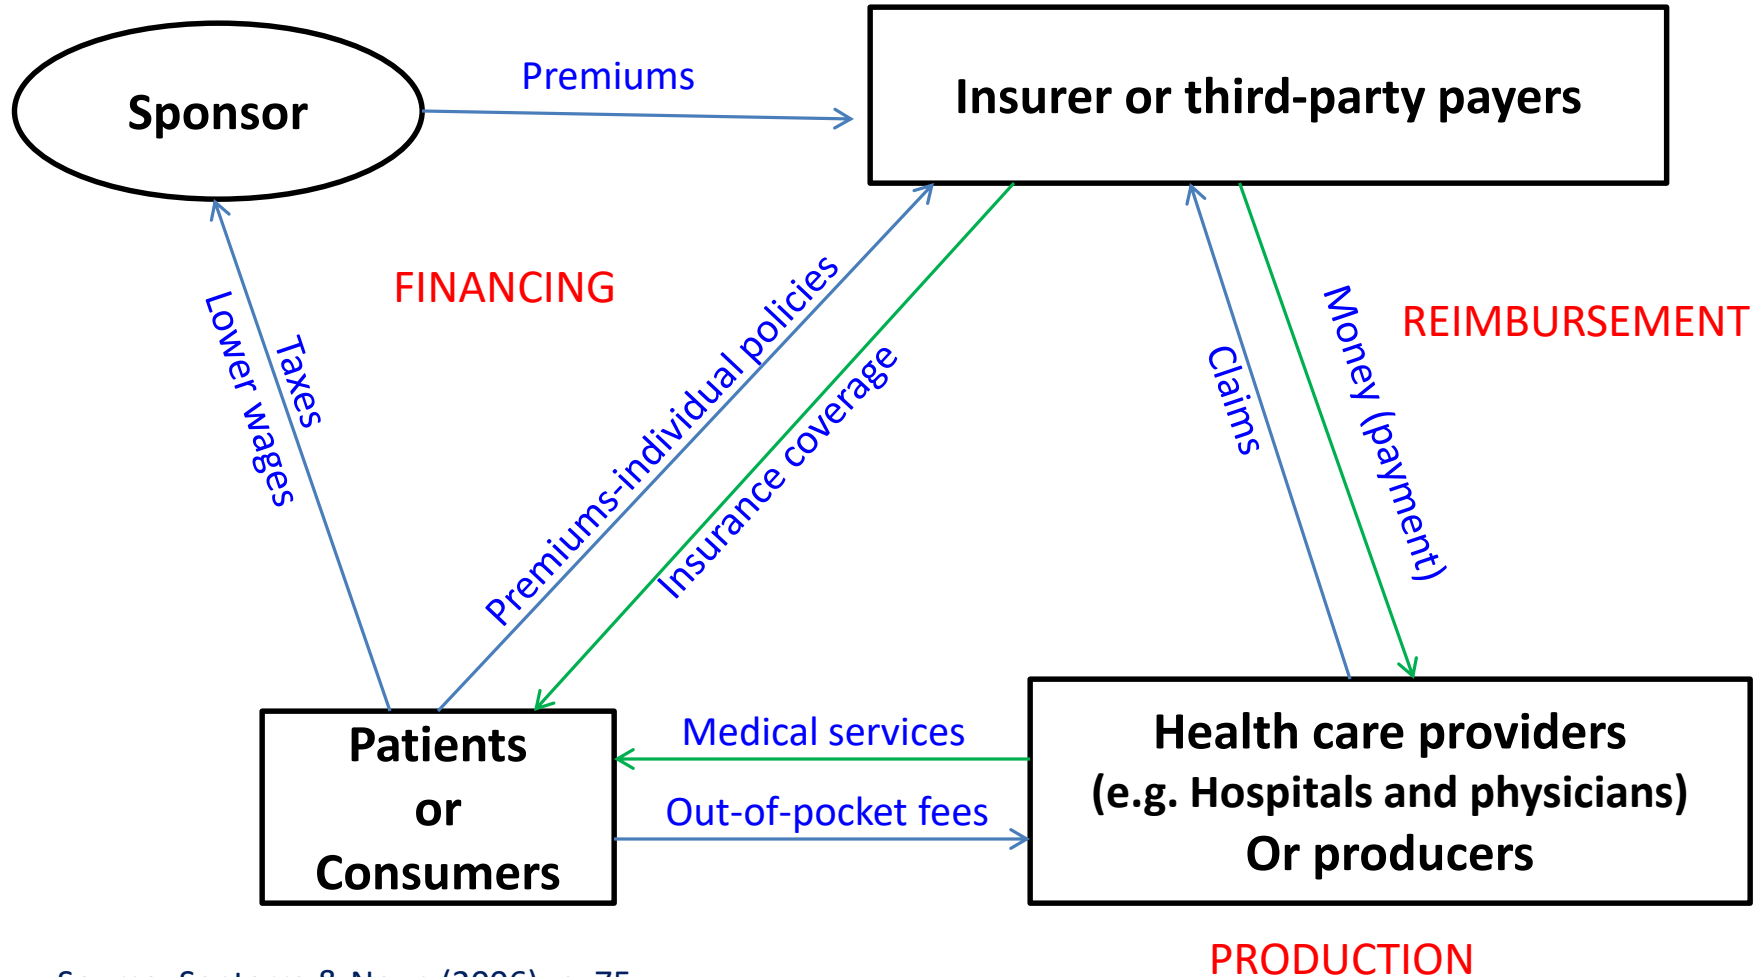 Premiums
Sponsor
Insurer or third-party payers
FINANCING
REIMBURSEMENT
Taxes
Lower wages
Premiums-individual policies
Insurance coverage
Claims
Money (payment)
Patients
or
Consumers
Medical services
Out-of-pocket fees
Health care providers
(e.g. Hospitals and physicians)
Or producers
PRODUCTION